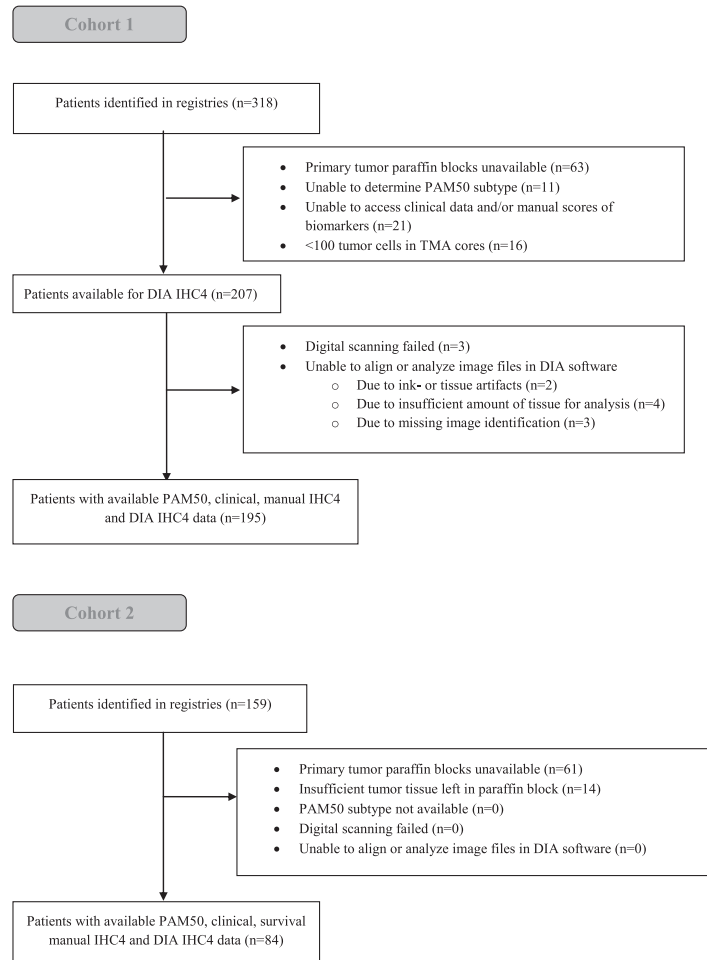 Cohort 1
Patients identified in registries (n=318)
• Primary tumor paraffin blocks unavailable (n=63)
• Unable to determine PAM50 subtype (n=11)
• Unable to access clinical data and/or manual scores of
biomarkers (n=21)
• <100 tumor cells in TMA cores (n=16)
Patients available for DIA IHC4 (n=207)
• Digital scanning failed (n=3)
• Unable to align or analyze image files in DIA software
o Due to ink- or tissue artifacts (n=2)
o Due to insufficient amount of tissue for analysis (n=4)
o Due to missing image identification (n=3)
Patients with available PAM50, clinical, manual IHC4
and DIA IHC4 data (n=195)
Cohort 2
Patients identified in registries (n=159)
• Primary tumor paraffin blocks unavailable (n=61)
• Insufficient tumor tissue left in paraffin block (n=14)
• PAM50 subtype not available (n=0)
• Digital scanning failed (n=0)
• Unable to align or analyze image files in DIA software (n=0)
Patients with available PAM50, clinical, survival
manual IHC4 and DIA IHC4 data (n=84)